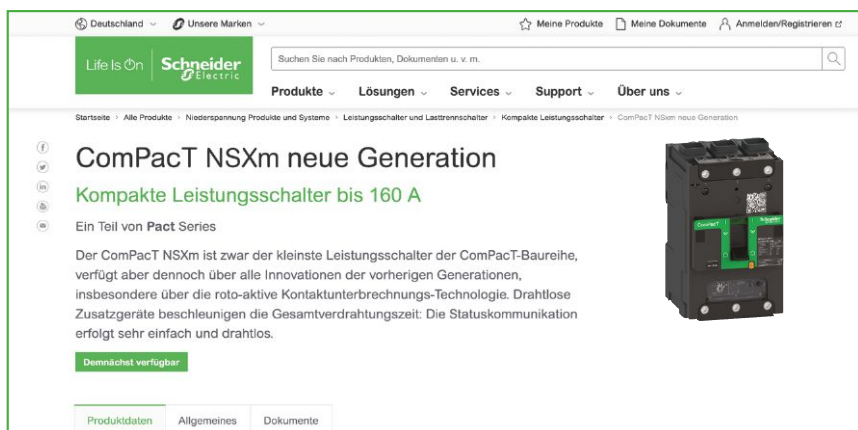 Deutschland
Unsere Marken
Meine Produkte
Meine Dokumente
Anmelden/Registrieren
Life Is On
Schneider
Electric
Suchen Sie nach Produkten, Dokumenten u. v. m.
Produkte
Lösungen
Services
Support
Über uns
Startseite > Alle Produkte > Niederspannung Produkte und Systeme > Leistungsschalter und Lasttrennschalter > Kompakte Leistungsschalter > ComPacT NSXm neue Generation
ComPacT NSXm neue Generation
Kompakte Leistungsschalter bis 160 A
Ein Teil von Pact Series
Der ComPacT NSXm ist zwar der kleinste Leistungsschalter der ComPacT-Baureihe,
verfügt aber dennoch über alle Innovationen der vorherigen Generationen,
insbesondere über die roto-aktive Kontaktunterbrechnungs-Technologie. Drahtlose
Zusatzgeräte beschleunigen die Gesamtverdrahtungszeit: Die Statuskommunikation
erfolgt sehr einfach und drahtlos.
Demnächst verfügbar
ComPacT
Schneider
Produktdaten
Allgemeines
Dokumente